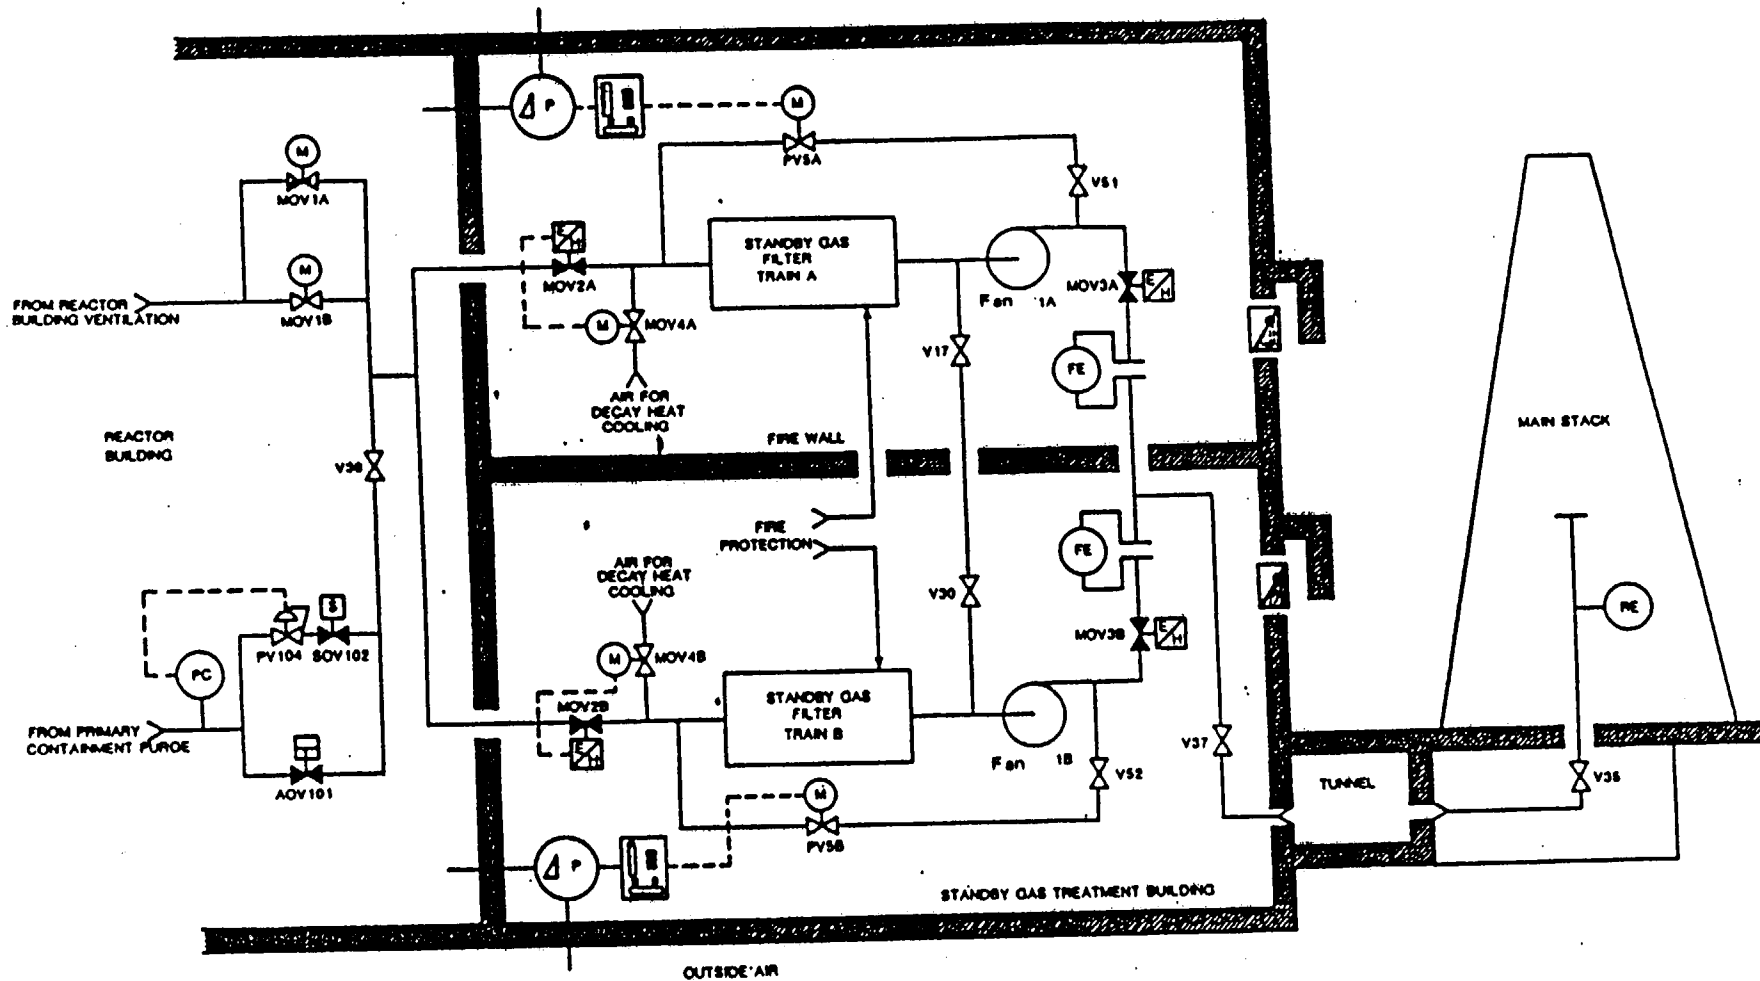 Δ P
M
PV5A
V51
M
MOV1A
M
MOV1B
FROM REACTOR
BUILDING VENTILATION
E
H
MOV2A
STANDBY GAS
FILTER
TRAIN A
Fan 1A
MOV3A
E
H
M
MOV4A
AIR FOR
DECAY HEAT
COOLING
V17
FE
REACTOR
BUILDING
V36
FIRE WALL
MAIN STACK
FIRE
PROTECTION
AIR FOR
DECAY HEAT
COOLING
FE
V30
RE
S
PV104
SOV102
PC
M
MOV4B
MOV3B
E
H
MOV2B
E
H
STANDBY GAS
FILTER
TRAIN B
Fan 1B
FROM PRIMARY
CONTAINMENT PURGE
AOV101
V52
V37
TUNNEL
V35
M
PV5B
Δ P
STANDBY GAS TREATMENT BUILDING
OUTSIDE AIR